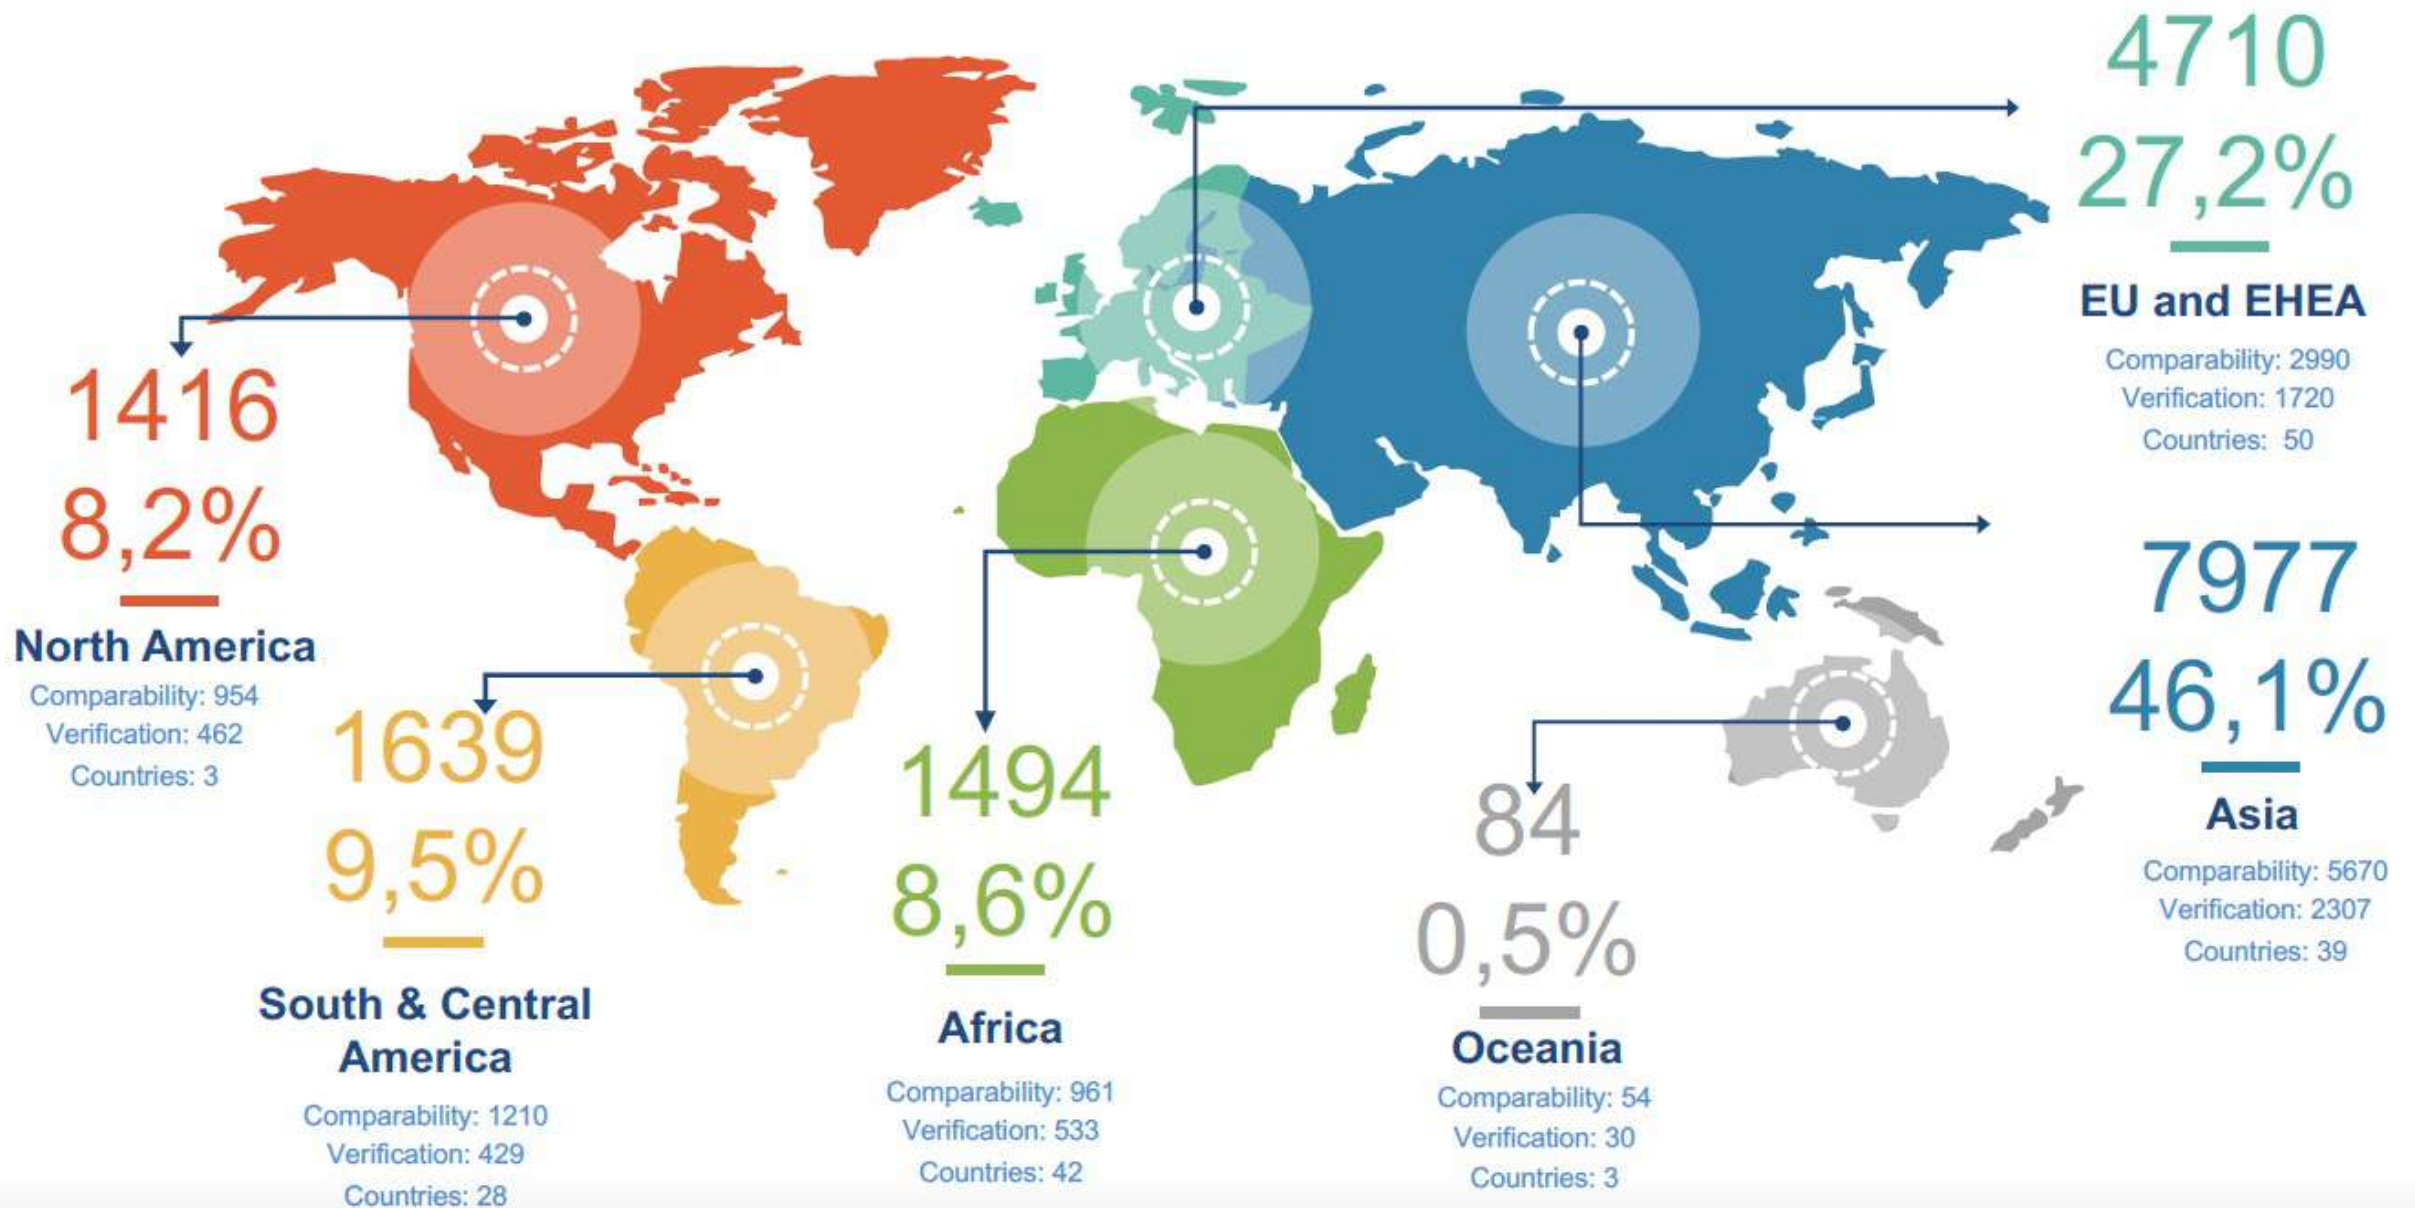 4710
27,2%
EU and EHEA
Comparability: 2990
Verification: 1720
Countries: 50
1416
8,2%
North America
Comparability: 954
Verification: 462
Countries: 3
7977
46,1%
Asia
Comparability: 5670
Verification: 2307
Countries: 39
1639
9,5%
South & Central
America
Comparability: 1210
Verification: 429
Countries: 28
1494
8,6%
Africa
Comparability: 961
Verification: 533
Countries: 42
84
0,5%
Oceania
Comparability: 54
Verification: 30
Countries: 3